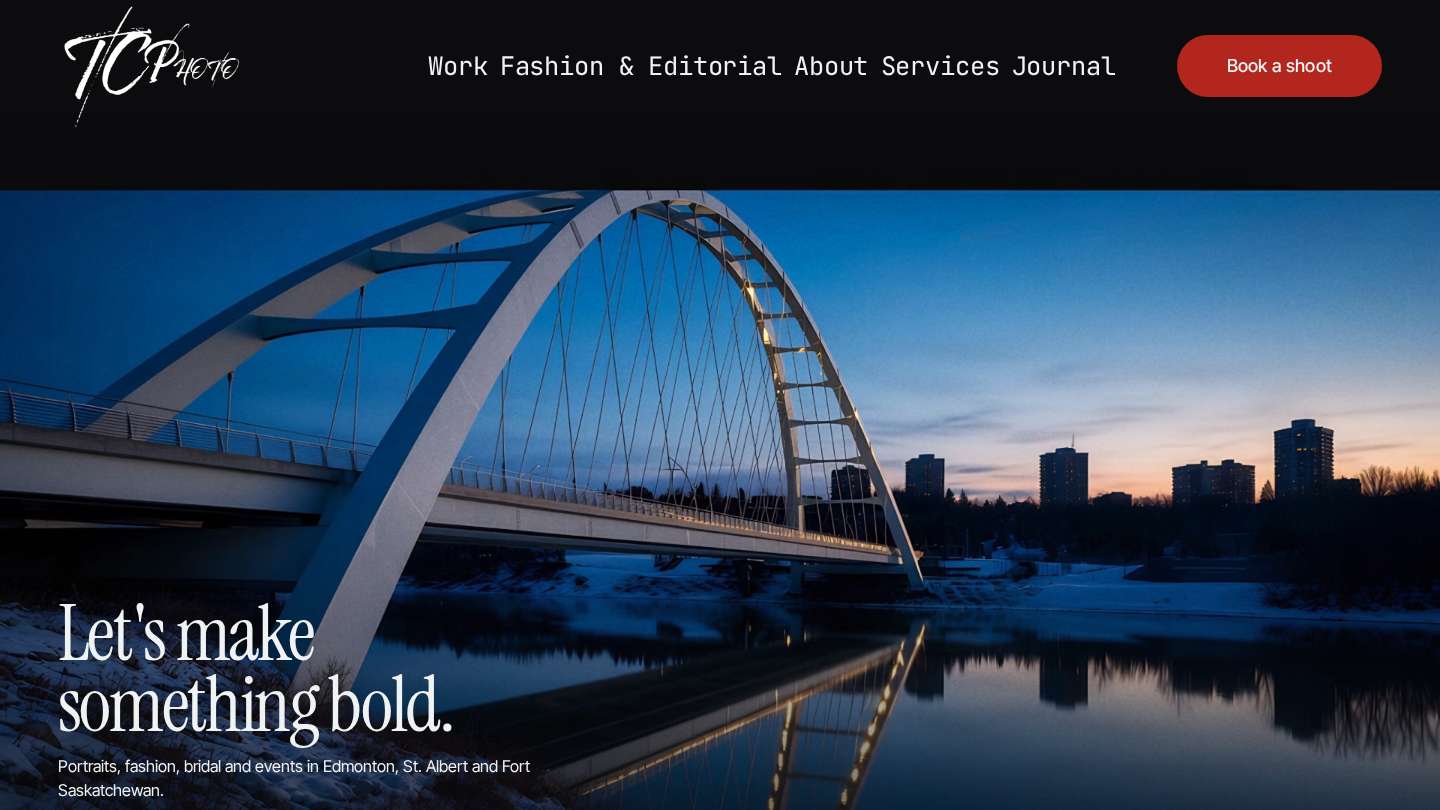 TCPHOTO
Work Fashion & Editorial About Services Journal
Book a shoot
Let's make
something bold.
Portraits, fashion, bridal and events in Edmonton, St. Albert and Fort
Saskatchewan.